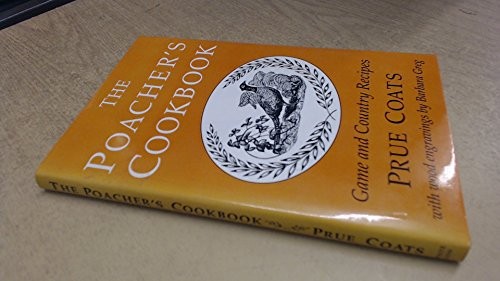 THE
POACHER'S
COOKBOOK
Game and Country Recipes
PRUE COATS
with wood engravings by Barbara Greg
THE POACHER'S COOKBOOK PRUE COATS